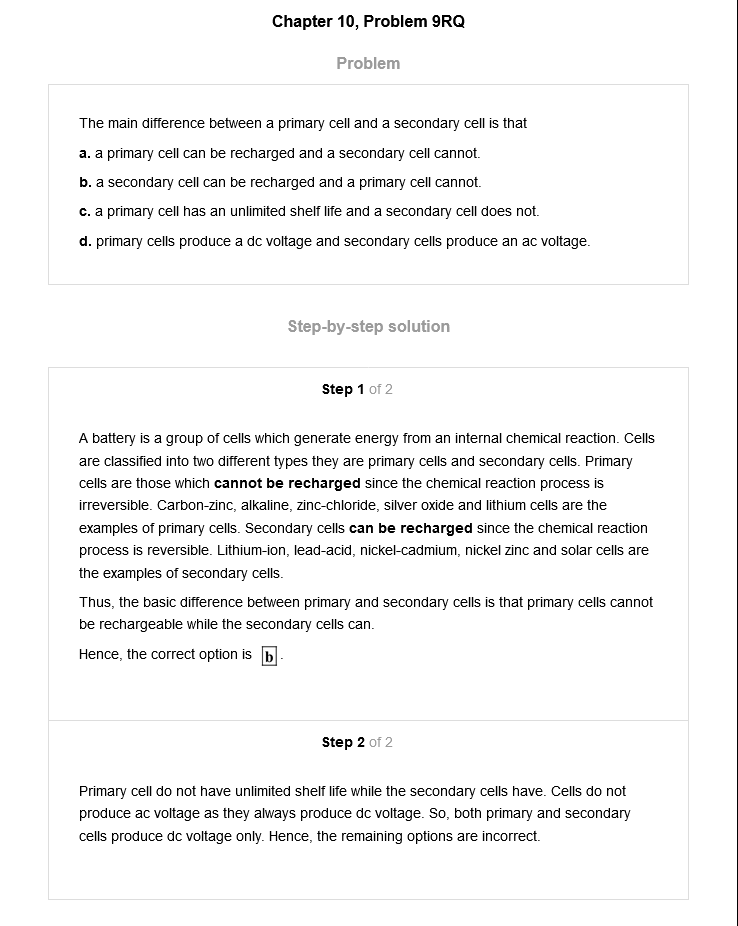 Chapter 10, Problem 9RQ
Problem
The main difference between a primary cell and a secondary cell is that
a. a primary cell can be recharged and a secondary cell cannot.
b. a secondary cell can be recharged and a primary cell cannot.
c. a primary cell has an unlimited shelf life and a secondary cell does not.
d. primary cells produce a dc voltage and secondary cells produce an ac voltage.
Step-by-step solution
Step 1 of 2
A battery is a group of cells which generate energy from an internal chemical reaction. Cells
are classified into two different types they are primary cells and secondary cells. Primary
cells are those which cannot be recharged since the chemical reaction process is
irreversible. Carbon-zinc, alkaline, zinc-chloride, silver oxide and lithium cells are the
examples of primary cells. Secondary cells can be recharged since the chemical reaction
process is reversible. Lithium-ion, lead-acid, nickel-cadmium, nickel zinc and solar cells are
the examples of secondary cells.
Thus, the basic difference between primary and secondary cells is that primary cells cannot
be rechargeable while the secondary cells can.
Hence, the correct option is b.
Step 2 of 2
Primary cell do not have unlimited shelf life while the secondary cells have. Cells do not
produce ac voltage as they always produce dc voltage. So, both primary and secondary
cells produce dc voltage only. Hence, the remaining options are incorrect.